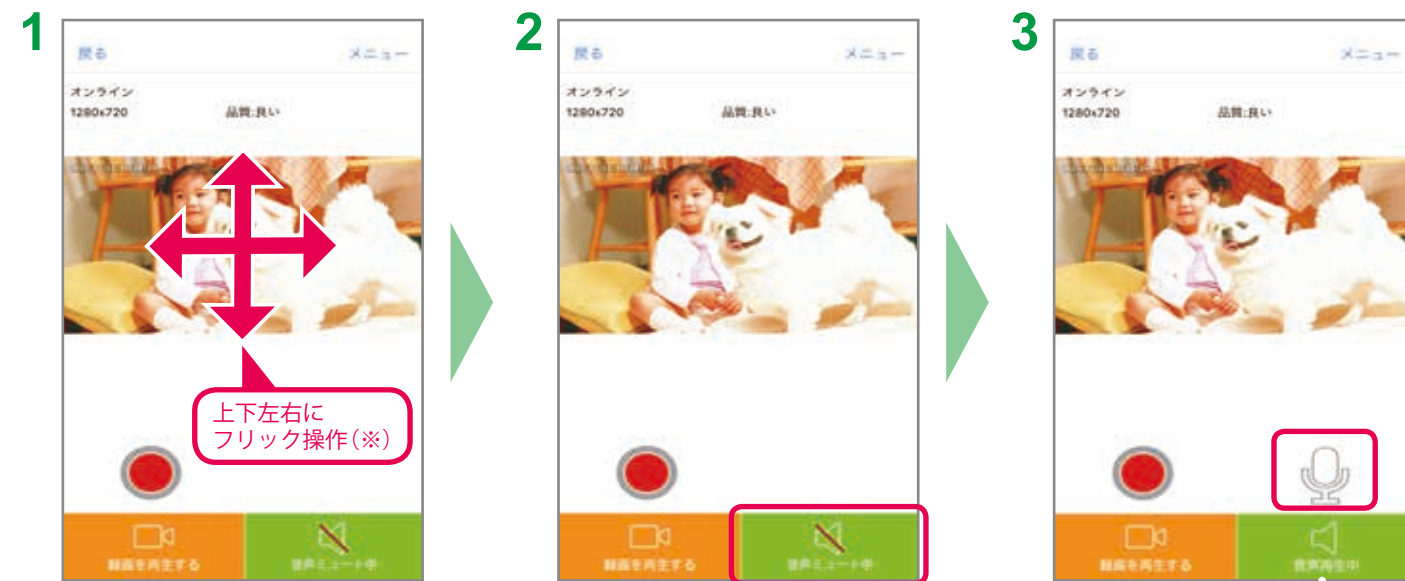 1
戻る
メニュー
オンライン
1280x720
品質:良い
上下左右に
フリック操作(※)
録画を再生する
音声ミュート中
2
戻る
メニュー
オンライン
1280x720
品質:良い
録画を再生する
音声ミュート中
3
戻る
メニュー
オンライン
1280x720
品質:良い
録画を再生する
音声再生中